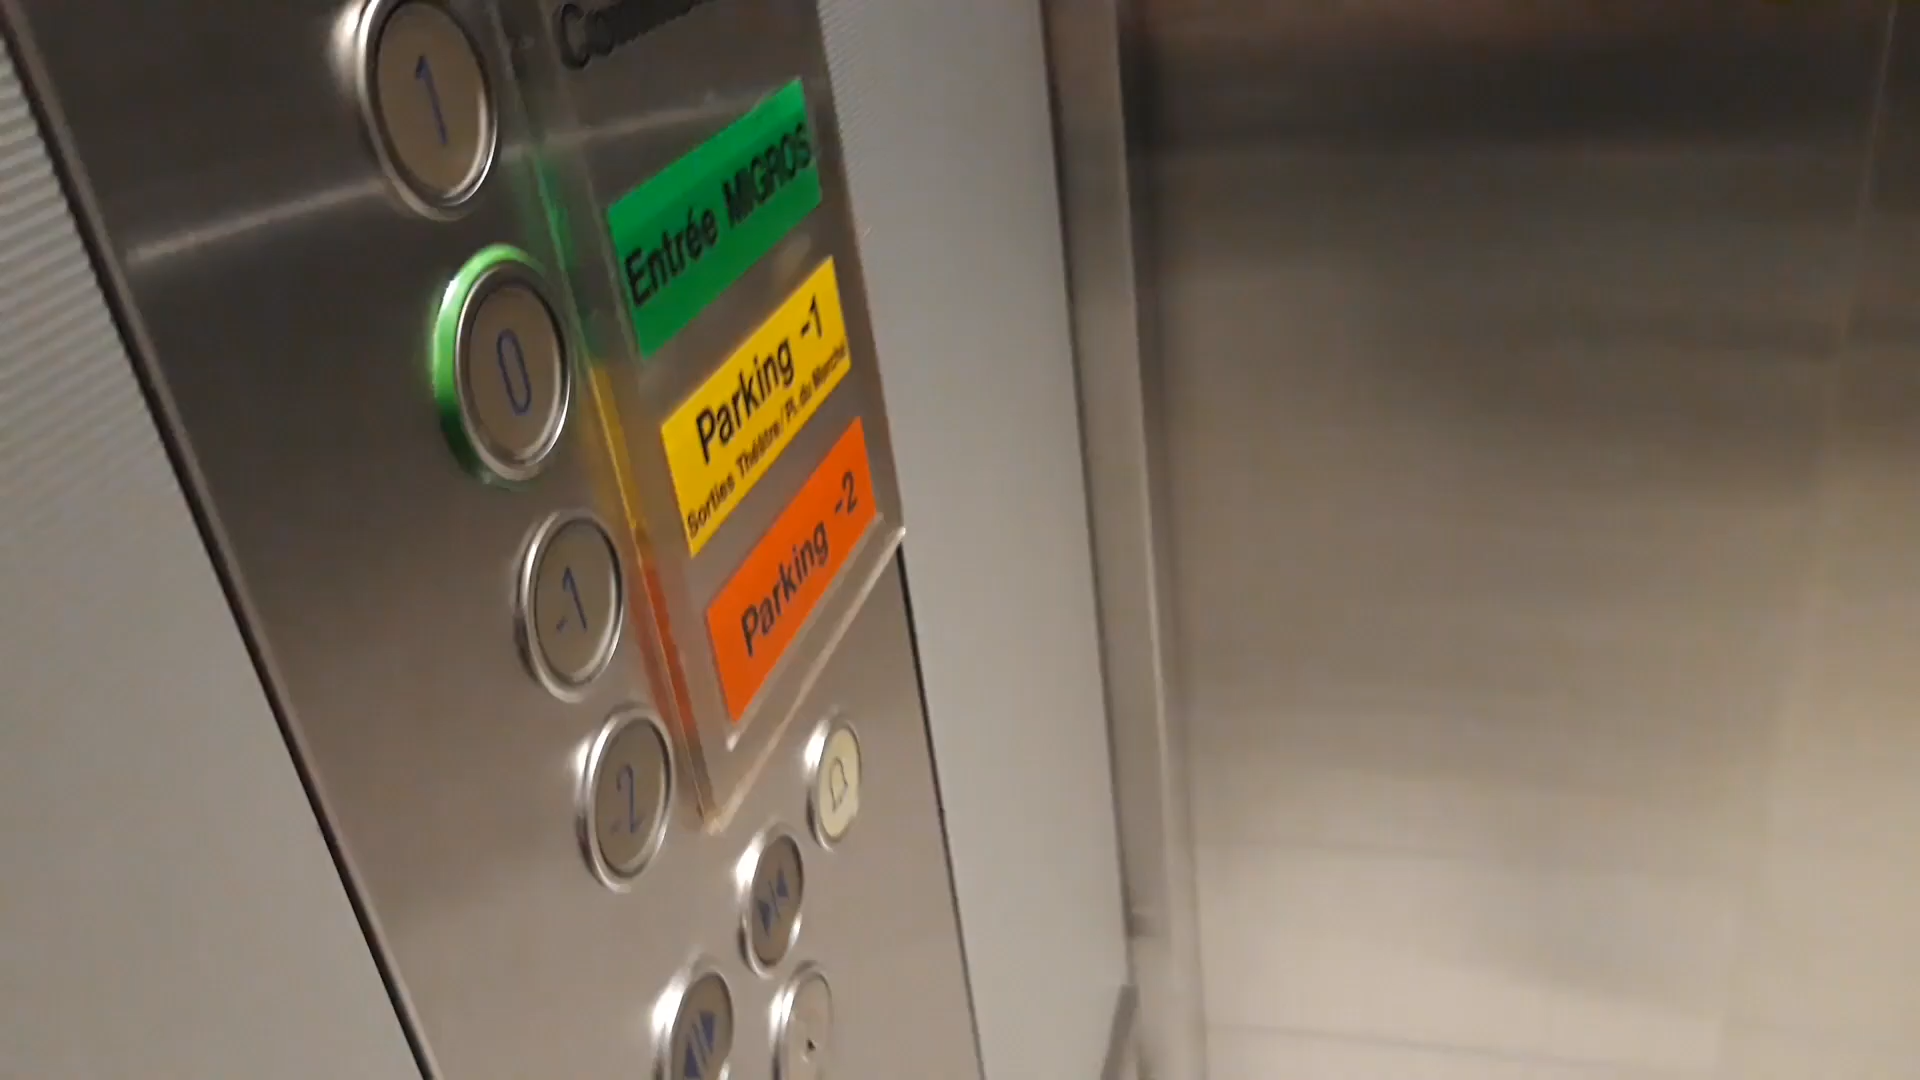 1
Entrée MIGROS
0
Parking -1
Sorties Théâtre/Pl. du Marché
-1
Parking -2
-2